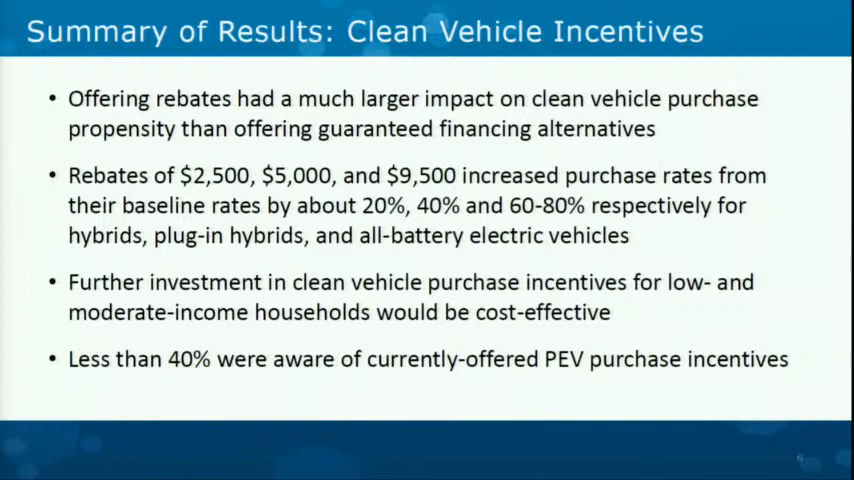 Summary of Results: Clean Vehicle Incentives
• Offering rebates had a much larger impact on clean vehicle purchase
propensity than offering guaranteed financing alternatives
• Rebates of $2,500, $5,000, and $9,500 increased purchase rates from
their baseline rates by about 20%, 40% and 60-80% respectively for
hybrids, plug-in hybrids, and all-battery electric vehicles
• Further investment in clean vehicle purchase incentives for low- and
moderate-income households would be cost-effective
• Less than 40% were aware of currently-offered PEV purchase incentives
6